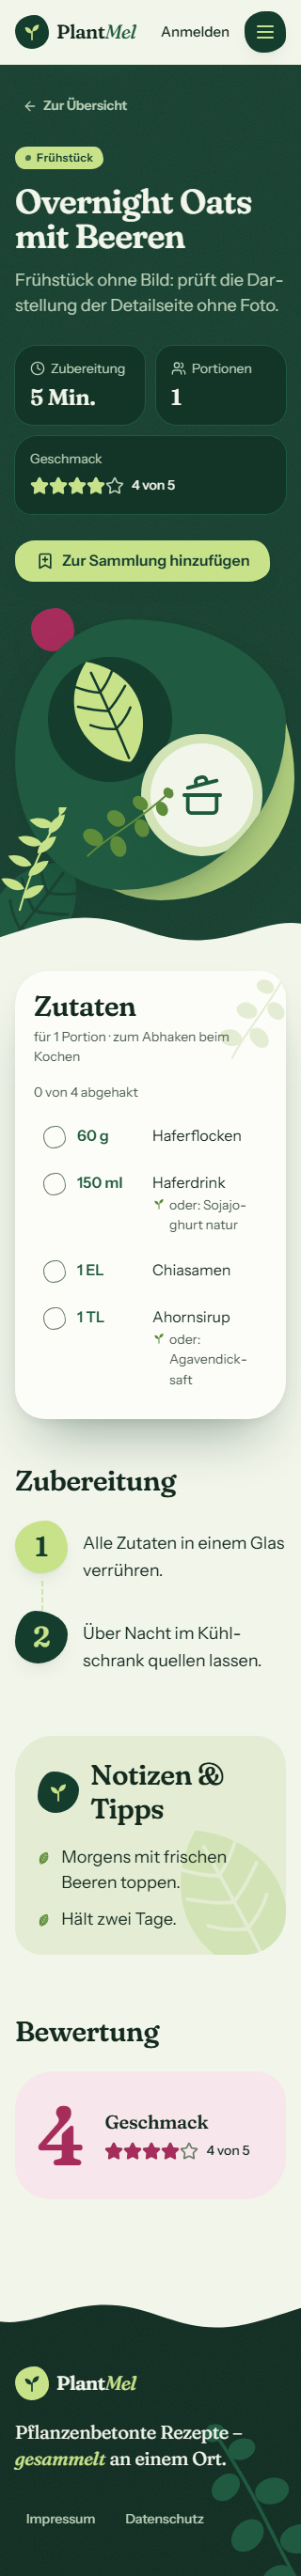 PlantMel
Anmelden
Zur Übersicht
Frühstück
Overnight Oats
mit Beeren
Frühstück ohne Bild: prüft die Dar-
stellung der Detailseite ohne Foto.
Zubereitung
5 Min.
Portionen
1
Geschmack
4 von 5
Zur Sammlung hinzufügen
Zutaten
für 1 Portion · zum Abhaken beim
Kochen
0 von 4 abgehakt
60 g Haferflocken
150 ml Haferdrink
oder: Sojajo-
ghurt natur
1 EL Chiasamen
1 TL Ahornsirup
oder:
Agavendick-
saft
Zubereitung
1 Alle Zutaten in einem Glas
verrühren.
2 Über Nacht im Kühl-
schrank quellen lassen.
Notizen &
Tipps
Morgens mit frischen
Beeren toppen.
Hält zwei Tage.
Bewertung
4
Geschmack
4 von 5
PlantMel
Pflanzenbetonte Rezepte –
gesammelt an einem Ort.
Impressum Datenschutz